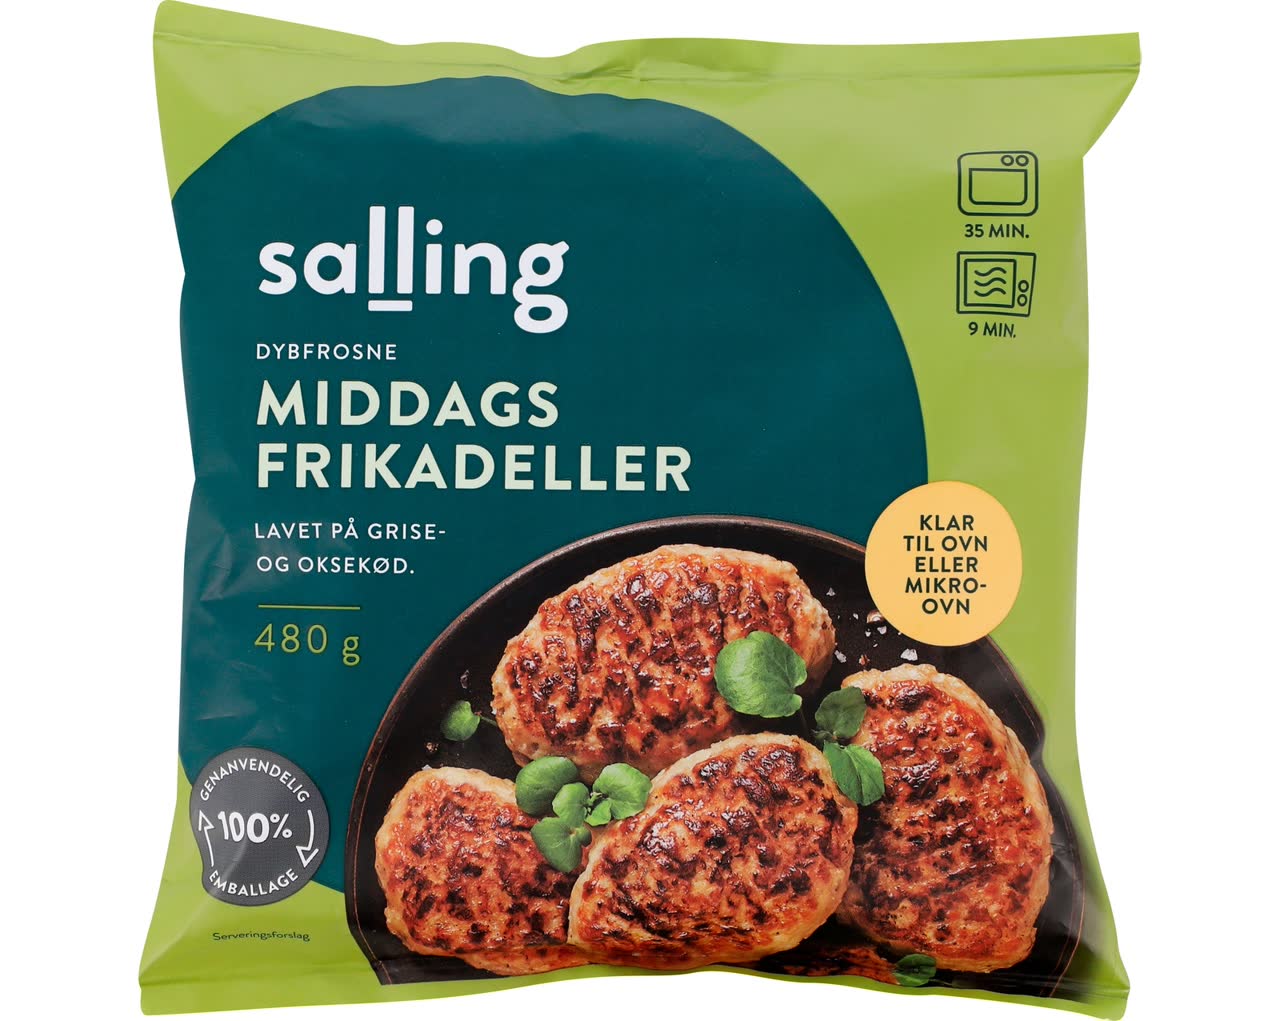 salling
DYBFROSNE
MIDDAGS
FRIKADELLER
LAVET PÅ GRISE-
OG OKSEKØD.
480 g
35 MIN.
9 MIN.
KLAR
TIL OVN
ELLER
MIKRO-
OVN
GENANVENDELIG
100%
EMBALLAGE
Serveringsforslag